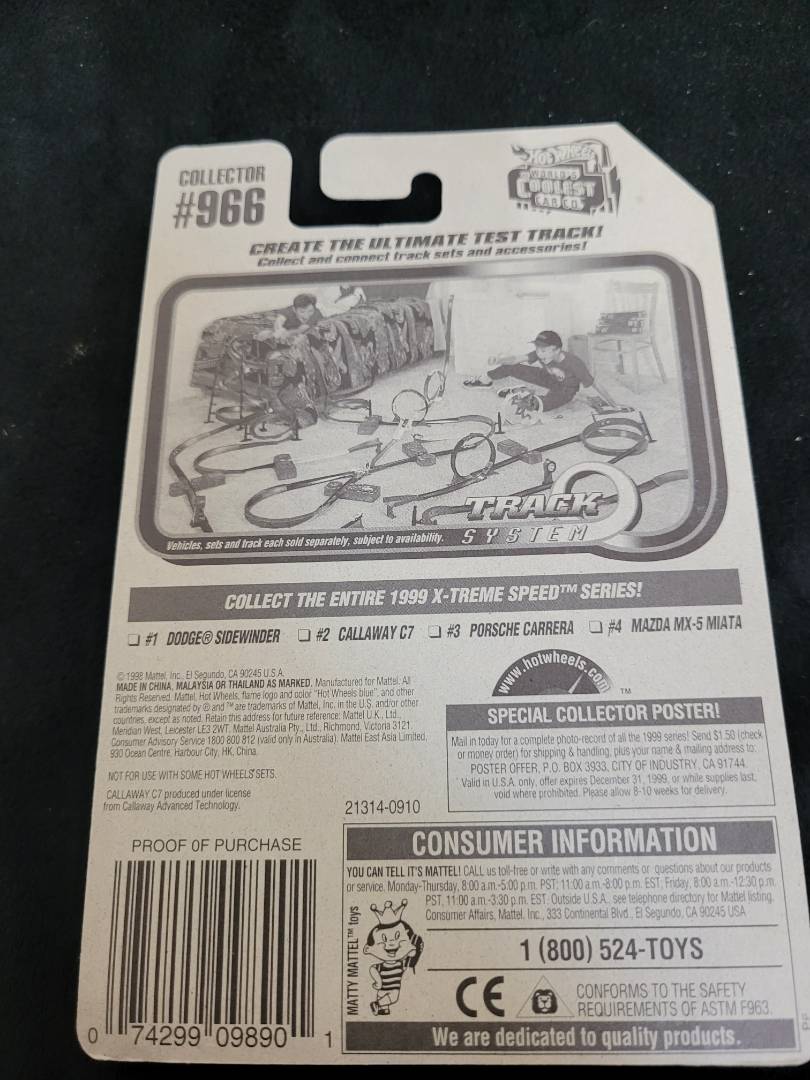 COLLECTOR
#966
Hot Wheels
WORLD'S
COOLEST
CAR CO.
CREATE THE ULTIMATE TEST TRACK!
Collect and connect track sets and accessories!
TRACK
SYSTEM
Vehicles, sets and track each sold separately, subject to availability.
COLLECT THE ENTIRE 1999 X-TREME SPEED™ SERIES!
#1 DODGE® SIDEWINDER #2 CALLAWAY C7 #3 PORSCHE CARRERA #4 MAZDA MX-5 MIATA
© 1998 Mattel, Inc., El Segundo, CA 90245 U.S.A.
MADE IN CHINA, MALAYSIA OR THAILAND AS MARKED. Manufactured for Mattel. All
Rights Reserved. Mattel, Hot Wheels, flame logo and color "Hot Wheels blue", and other
trademarks designated by ® and ™ are trademarks of Mattel, Inc. in the U.S. and/or other
countries, except as noted. Retain this address for future reference: Mattel U.K., Ltd.,
Meridian West, Leicester LE3 2WT. Mattel Australia Pty., Ltd., Richmond, Victoria 3121.
Consumer Advisory Service 1800 800 812 (valid only in Australia). Mattel East Asia Limited,
930 Ocean Centre, Harbour City, HK, China.
NOT FOR USE WITH SOME HOT WHEELS® SETS.
CALLAWAY C7 produced under license
from Callaway Advanced Technology.
21314-0910
www.hotwheels.com
™
SPECIAL COLLECTOR POSTER!
Mail in today for a complete photo-record of all the 1999 series! Send $1.50 (check
or money order) for shipping & handling, plus your name & mailing address to:
POSTER OFFER, P.O. BOX 3933, CITY OF INDUSTRY, CA 91744.
Valid in U.S.A. only, offer expires December 31, 1999, or while supplies last,
void where prohibited. Please allow 8-10 weeks for delivery.
PROOF OF PURCHASE
0 74299 09890 1
CONSUMER INFORMATION
YOU CAN TELL IT'S MATTEL! CALL us toll-free or write with any comments or questions about our products
or service. Monday-Thursday, 8:00 a.m.-5:00 p.m. PST; 11:00 a.m.-8:00 p.m. EST; Friday, 8:00 a.m.-12:30 p.m.
PST, 11:00 a.m.-3:30 p.m. EST. Outside U.S.A., see telephone directory for Mattel listing.
Consumer Affairs, Mattel, Inc., 333 Continental Blvd., El Segundo, CA 90245 USA
MATTY MATTEL™ toys
1 (800) 524-TOYS
CE
CONFORMS TO THE SAFETY
REQUIREMENTS OF ASTM F963.
We are dedicated to quality products.
PP